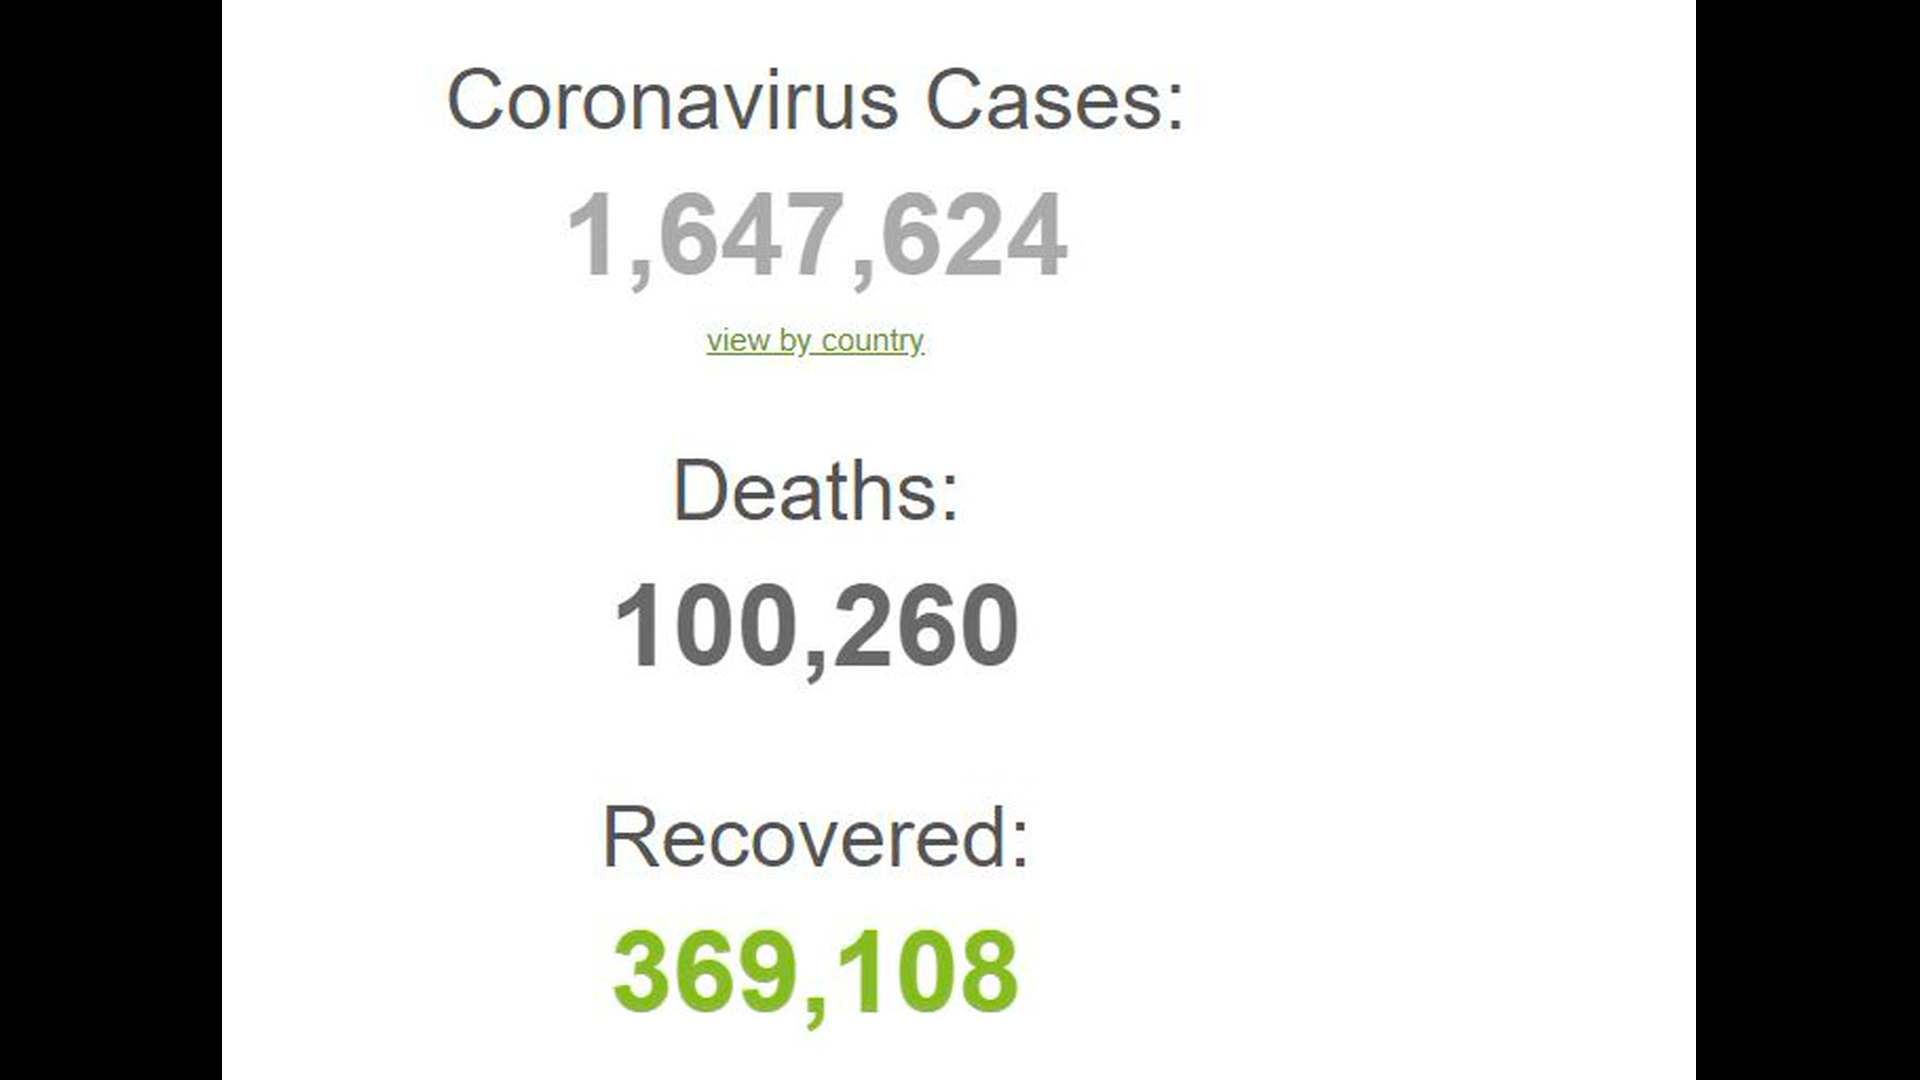 Coronavirus Cases:
1,647,624
view by country
Deaths:
100,260
Recovered:
369,108